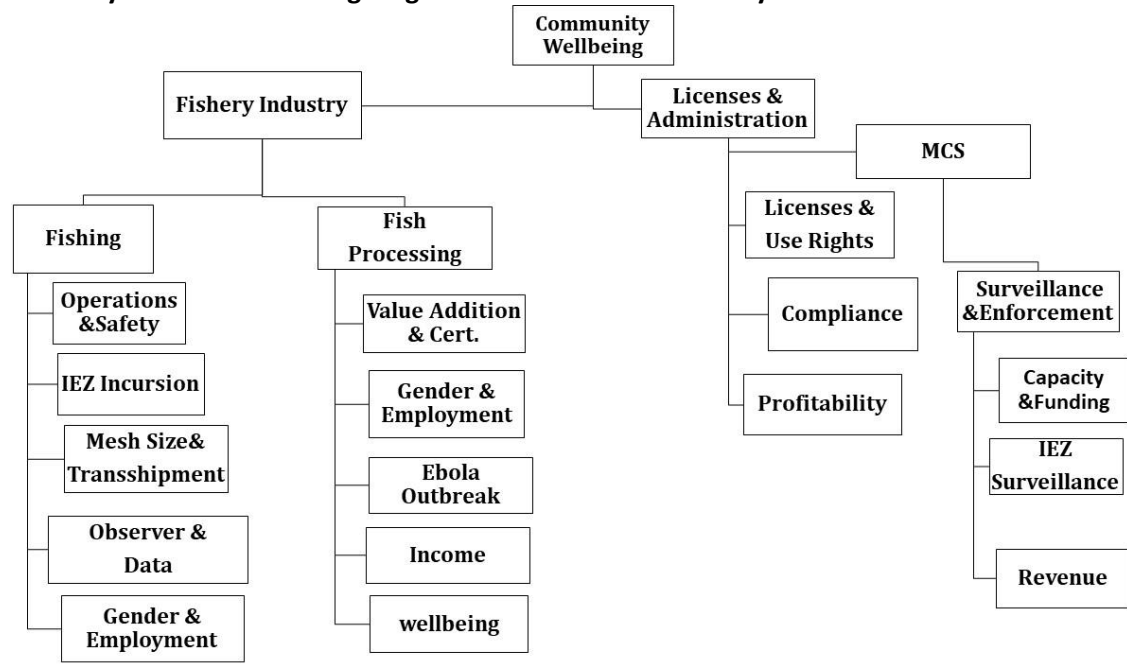 Community
Wellbeing
Fishery Industry
Licenses &
Administration
MCS
Fishing
Fish
Processing
Licenses &
Use Rights
Operations
&Safety
Value Addition
& Cert.
Compliance
Surveillance
&Enforcement
IEZ Incursion
Gender &
Employment
Profitability
Capacity
&Funding
Mesh Size&
Transshipment
Ebola
Outbreak
IEZ
Surveillance
Observer &
Data
Income
Revenue
Gender &
Employment
wellbeing